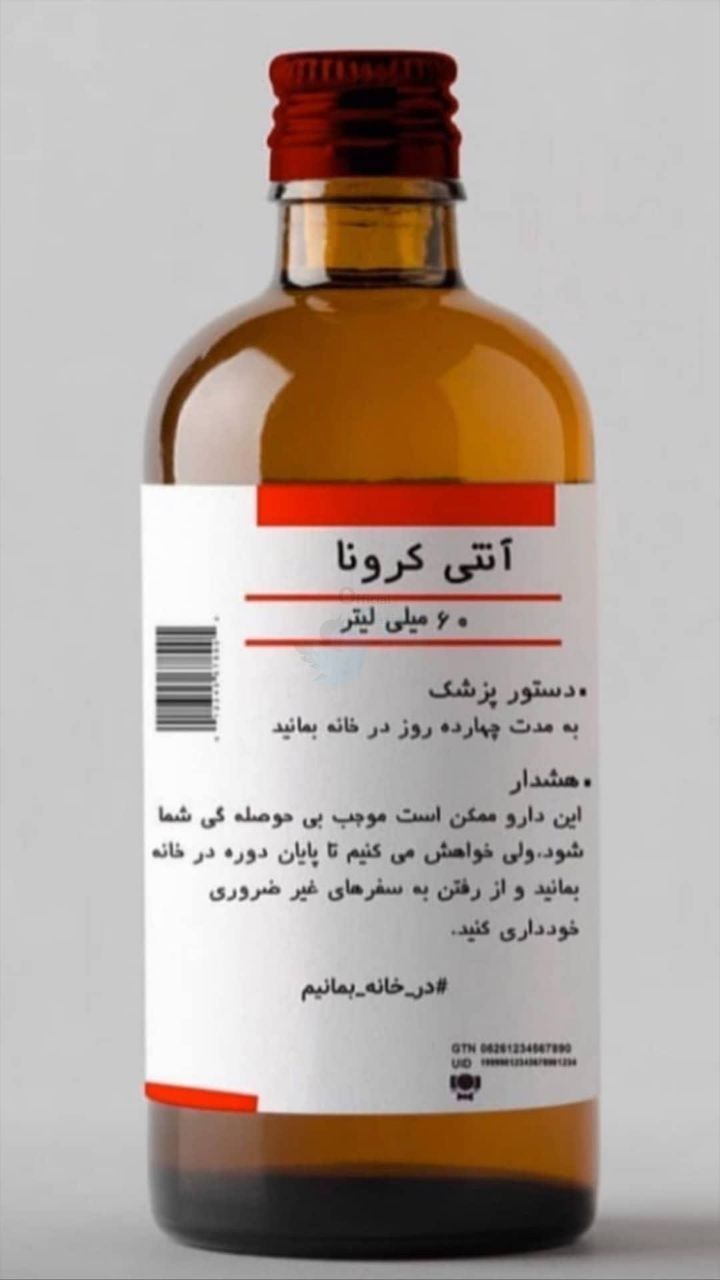 آنتی کرونا
۶۰ میلی لیتر
•دستور پزشک
به مدت چهارده روز در خانه بمانید
•هشدار
این دارو ممکن است موجب بی حوصله گی شما
شود.ولی خواهش می کنیم تا پایان دوره در خانه
بمانید و از رفتن به سفرهای غیر ضروری
خودداری کنید.
#در_خانه_بمانیم
GTN 06261234567890
UID